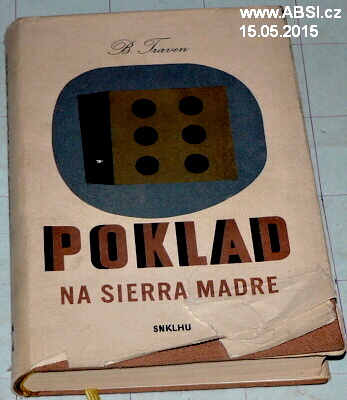 www.ABSI.cz
15.05.2015
B. Traven
POKLAD
NA SIERRA MADRE
SNKLHU